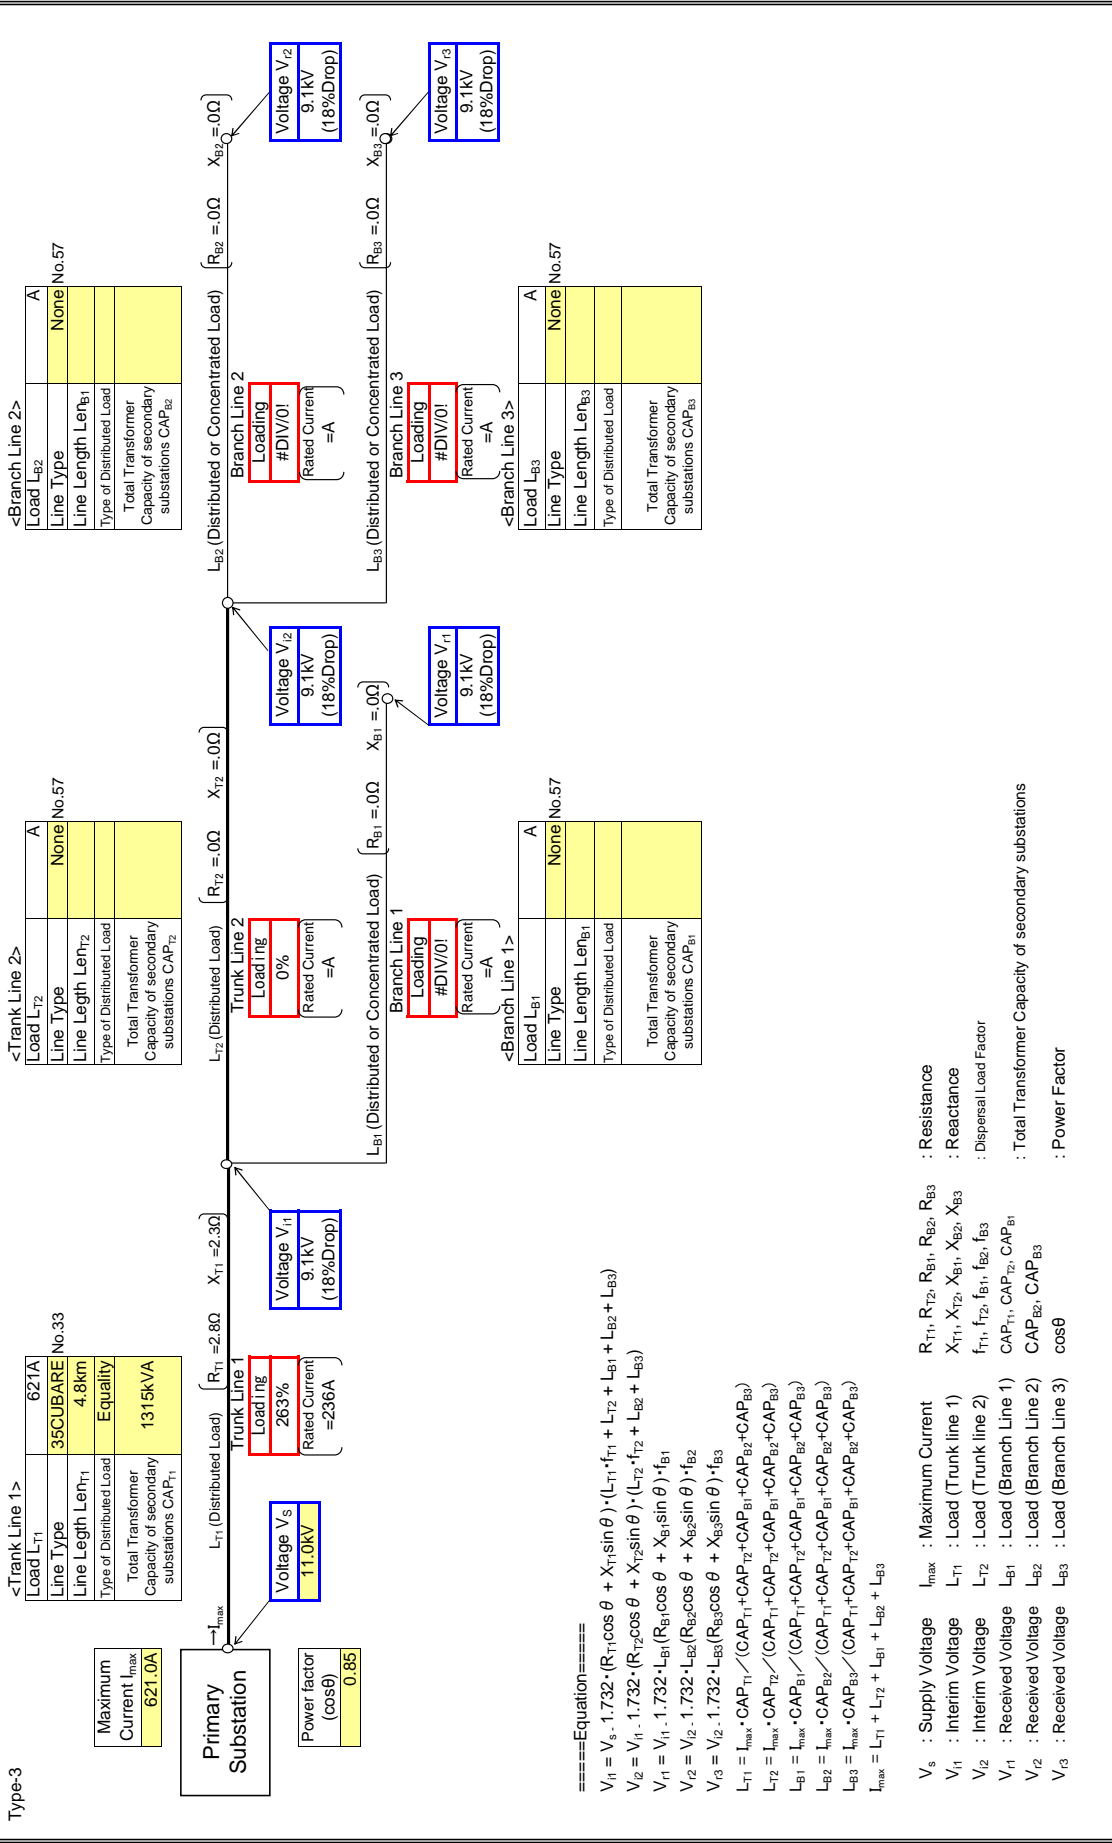 Type-3
Maximum
Current Imax
621.0A
<Trank Line 1>
Load LT1 621A
Line Type 35CUBARE No.33
Line Legth LenT1 4.8km
Type of Distributed Load Equality
Total Transformer
Capacity of secondary
substations CAPT1
1315kVA
<Trank Line 2>
Load LT2 A
Line Type None No.57
Line Length LenT2
Type of Distributed Load
Total Transformer
Capacity of secondary
substations CAPT2
<Branch Line 2>
Load LB2 A
Line Type None No.57
Line Length LenB1
Type of Distributed Load
Total Transformer
Capacity of secondary
substations CAPB2
Primary
Substation
→Imax
LT1 (Distributed Load) RT1 =2.8Ω XT1 =2.3Ω
LT2 (Distributed Load) RT2 =.0Ω XT2 =.0Ω
LB2 (Distributed or Concentrated Load) RB2 =.0Ω XB2 =.0Ω
Voltage VS
11.0kV
Trunk Line 1
Loading
263%
Rated Current
=236A
Voltage Vi1
9.1kV
(18%Drop)
Trunk Line 2
Loading
0%
Rated Current
=A
Voltage Vi2
9.1kV
(18%Drop)
Branch Line 2
Loading
#DIV/0!
Rated Current
=A
Voltage Vr2
9.1kV
(18%Drop)
Power factor
(cosθ)
0.85
LB1 (Distributed or Concentrated Load) RB1 =.0Ω XB1 =.0Ω
LB3 (Distributed or Concentrated Load) RB3 =.0Ω XB3 =.0Ω
Branch Line 1
Loading
#DIV/0!
Rated Current
=A
Voltage Vr1
9.1kV
(18%Drop)
Branch Line 3
Loading
#DIV/0!
Rated Current
=A
Voltage Vr3
9.1kV
(18%Drop)
<Branch Line 1>
Load LB1 A
Line Type None No.57
Line Length LenB1
Type of Distributed Load
Total Transformer
Capacity of secondary
substations CAPB1
<Branch Line 3>
Load LB3 A
Line Type None No.57
Line Length LenB3
Type of Distributed Load
Total Transformer
Capacity of secondary
substations CAPB3
=====Equation=====
Vi1 = Vs - 1.732・(RT1cosθ + XT1sinθ)・(LT1・fT1 + LT2 + LB1 + LB2 + LB3)
Vi2 = Vi1 - 1.732・(RT2cosθ + XT2sinθ)・(LT2・fT2 + LB2 + LB3)
Vr1 = Vi1 - 1.732・LB1(RB1cosθ + XB1sinθ)・fB1
Vr2 = Vi2 - 1.732・LB2(RB2cosθ + XB2sinθ)・fB2
Vr3 = Vi2 - 1.732・LB3(RB3cosθ + XB3sinθ)・fB3
LT1 = Imax・CAPT1／(CAPT1+CAPT2+CAPB1+CAPB2+CAPB3)
LT2 = Imax・CAPT2／(CAPT1+CAPT2+CAPB1+CAPB2+CAPB3)
LB1 = Imax・CAPB1／(CAPT1+CAPT2+CAPB1+CAPB2+CAPB3)
LB2 = Imax・CAPB2／(CAPT1+CAPT2+CAPB1+CAPB2+CAPB3)
LB3 = Imax・CAPB3／(CAPT1+CAPT2+CAPB1+CAPB2+CAPB3)
Imax = LT1 + LT2 + LB1 + LB2 + LB3
Vs : Supply Voltage Imax : Maximum Current RT1, RT2, RB1, RB2, RB3 : Resistance
Vi1 : Interim Voltage LT1 : Load (Trunk line 1) XT1, XT2, XB1, XB2, XB3 : Reactance
Vi2 : Interim Voltage LT2 : Load (Trunk line 2) fT1, fT2, fB1, fB2, fB3 : Dispersal Load Factor
Vr1 : Received Voltage LB1 : Load (Branch Line 1) CAPT1, CAPT2, CAPB1 : Total Transformer Capacity of secondary substations
Vr2 : Received Voltage LB2 : Load (Branch Line 2) CAPB2, CAPB3
Vr3 : Received Voltage LB3 : Load (Branch Line 3) cosθ : Power Factor